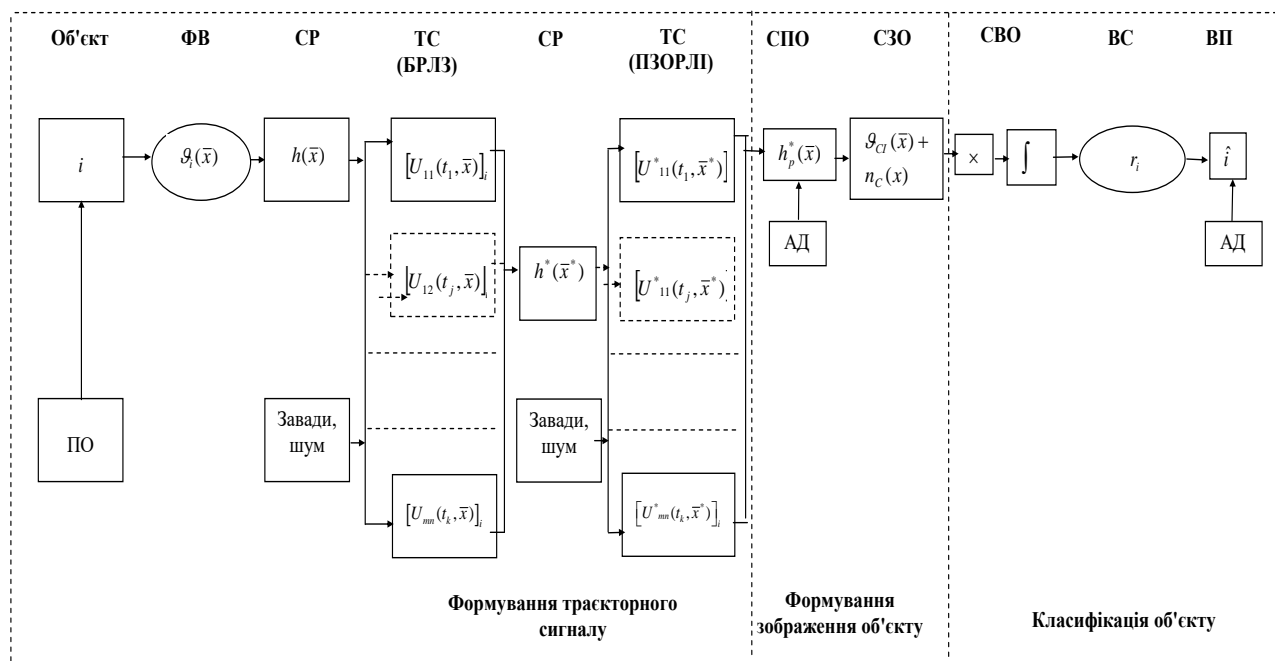 Об'єкт ФВ СР ТС СР ТС СПО СЗО СВО ВС ВП
(БРЛЗ) (ПЗОРЛІ)
i
ϑ_i(x̄)
h(x̄)
[U_11(t_1, x̄)]_i
[U*_11(t_1, x̄*)]
h*_p(x̄)
ϑ_CI(x̄) +
n_C(x)
×
∫
r_i
î
АД
АД
[U_12(t_j, x̄)]_i
h*(x̄*)
[U*_11(t_j, x̄*)]
ПО
Завади,
шум
Завади,
шум
[U_mn(t_k, x̄)]_i
[U*_mn(t_k, x̄*)]_i
Формування траєкторного
сигналу
Формування
зображення об'єкту
Класифікація об'єкту